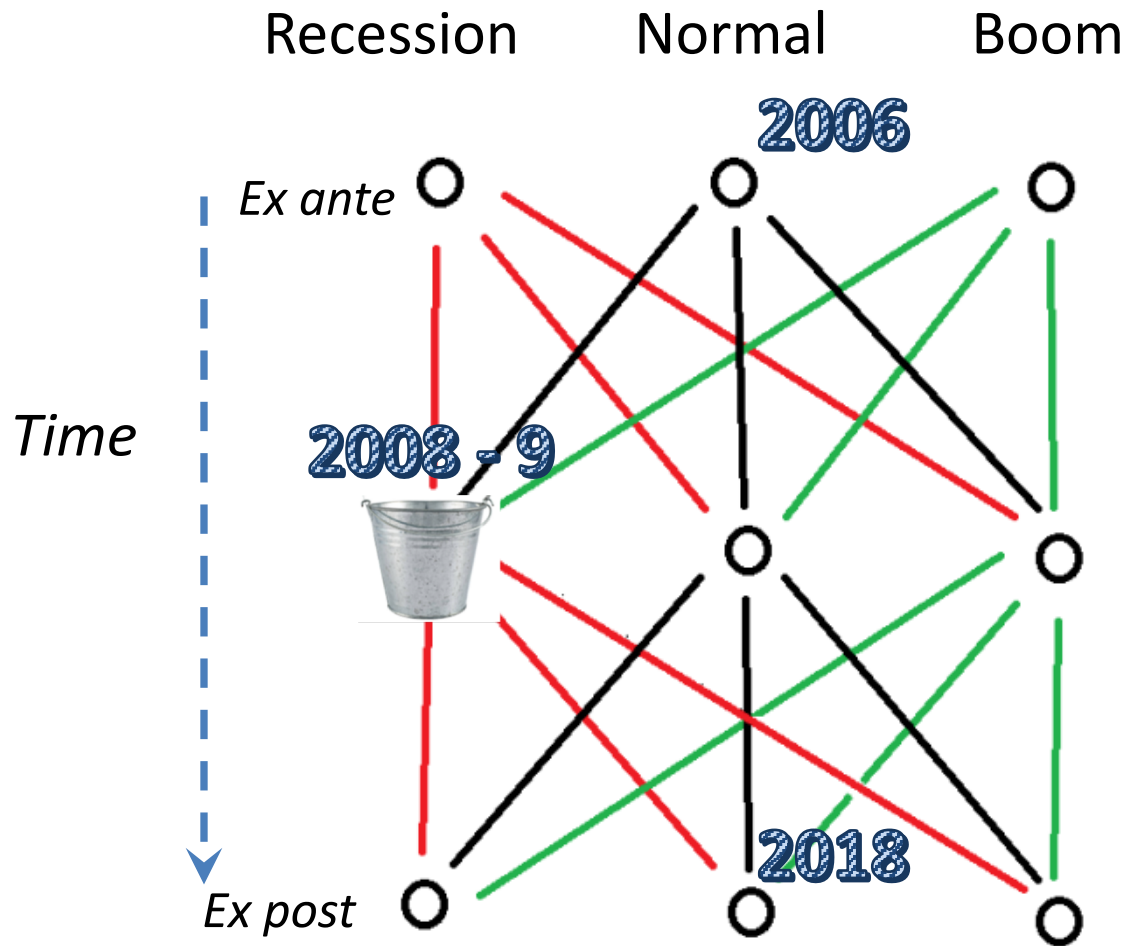 Recession Normal Boom
2006
Ex ante
Time
2008 - 9
2018
Ex post